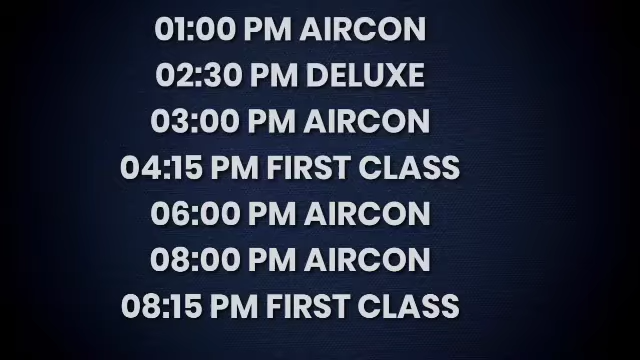 01:00 PM AIRCON
02:30 PM DELUXE
03:00 PM AIRCON
04:15 PM FIRST CLASS
06:00 PM AIRCON
08:00 PM AIRCON
08:15 PM FIRST CLASS